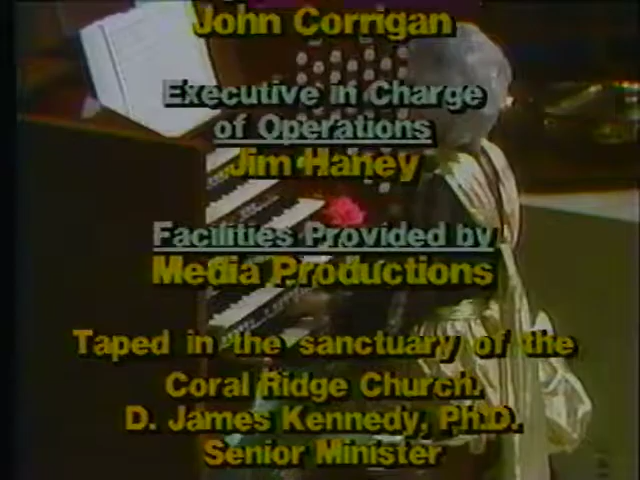 John Corrigan
Executive in Charge
of Operations
Jim Haney
Facilities Provided by
Media Productions
Taped in the sanctuary of the
Coral Ridge Church.
D. James Kennedy, Ph.D.
Senior Minister